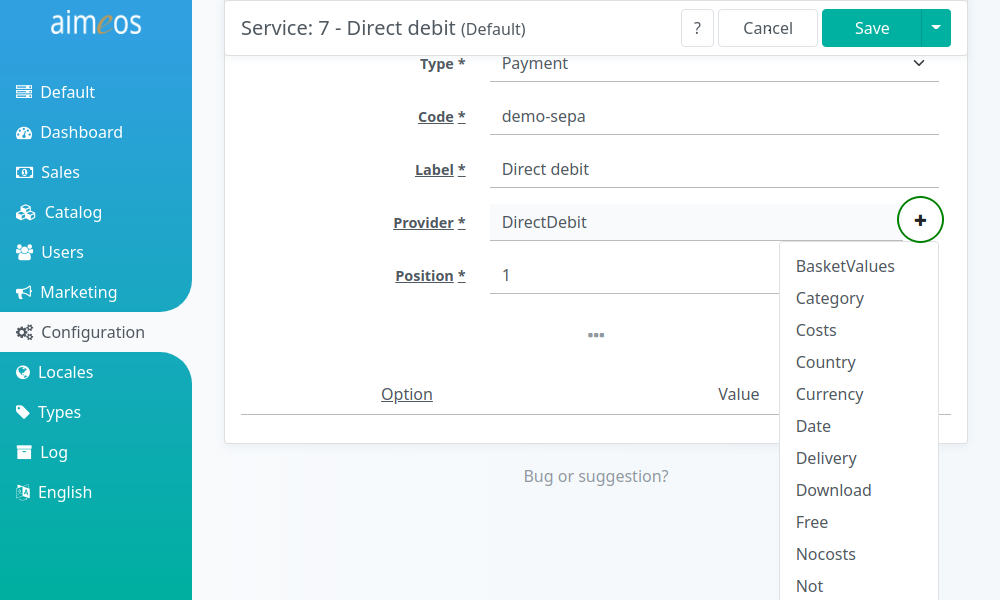 aimeos
Service: 7 - Direct debit (Default)
?
Cancel
Save
Default
Dashboard
Sales
Catalog
Users
Marketing
Configuration
Locales
Types
Log
English
Type *
Payment
Code *
demo-sepa
Label *
Direct debit
Provider *
DirectDebit
Position *
1
Option
Value
BasketValues
Category
Costs
Country
Currency
Date
Delivery
Download
Free
Nocosts
Not
Bug or suggestion?